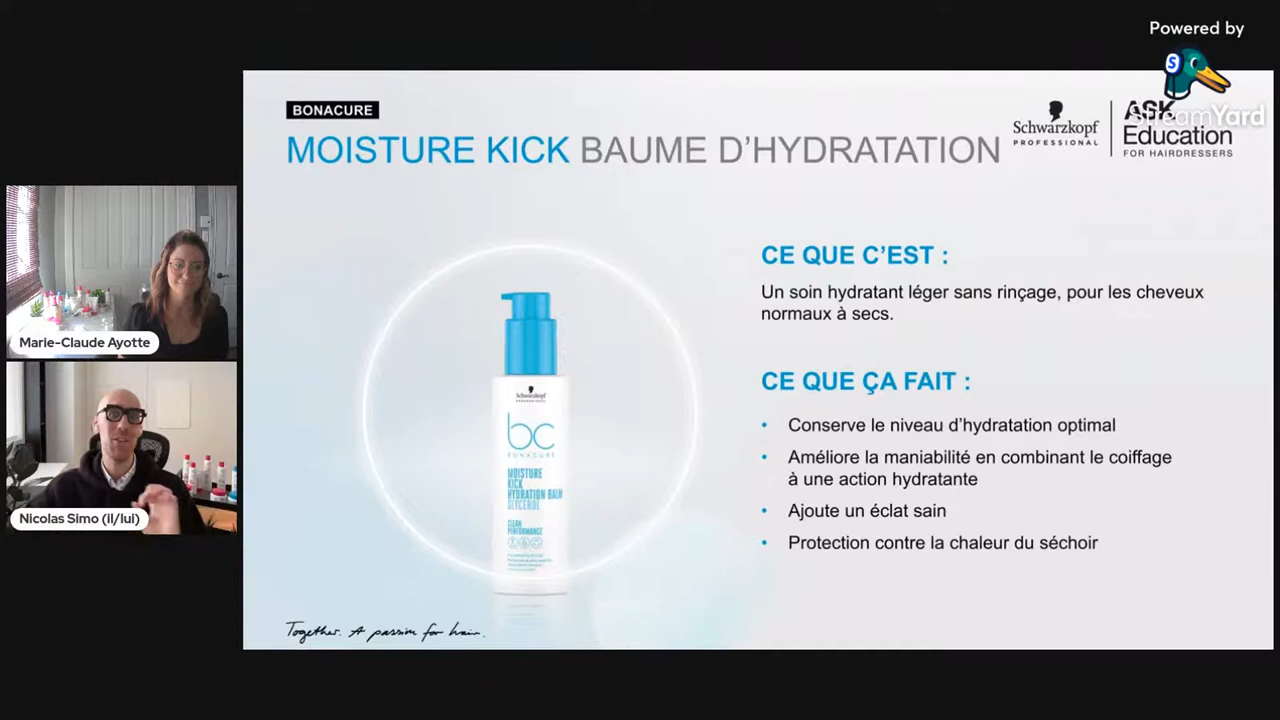 Powered by
StreamYard
BONACURE
MOISTURE KICK BAUME D'HYDRATATION
Schwarzkopf
PROFESSIONAL
ASK
Education
FOR HAIRDRESSERS
CE QUE C'EST :
Un soin hydratant léger sans rinçage, pour les cheveux
normaux à secs.
CE QUE ÇA FAIT :
• Conserve le niveau d'hydratation optimal
• Améliore la maniabilité en combinant le coiffage
à une action hydratante
• Ajoute un éclat sain
• Protection contre la chaleur du séchoir
Schwarzkopf
PROFESSIONAL
bc
BONACURE
MOISTURE
KICK
HYDRATION BALM
GLYCEROL
CLEAN
PERFORMANCE
Together. A passion for hair.
Marie-Claude Ayotte
Nicolas Simo (il/lui)